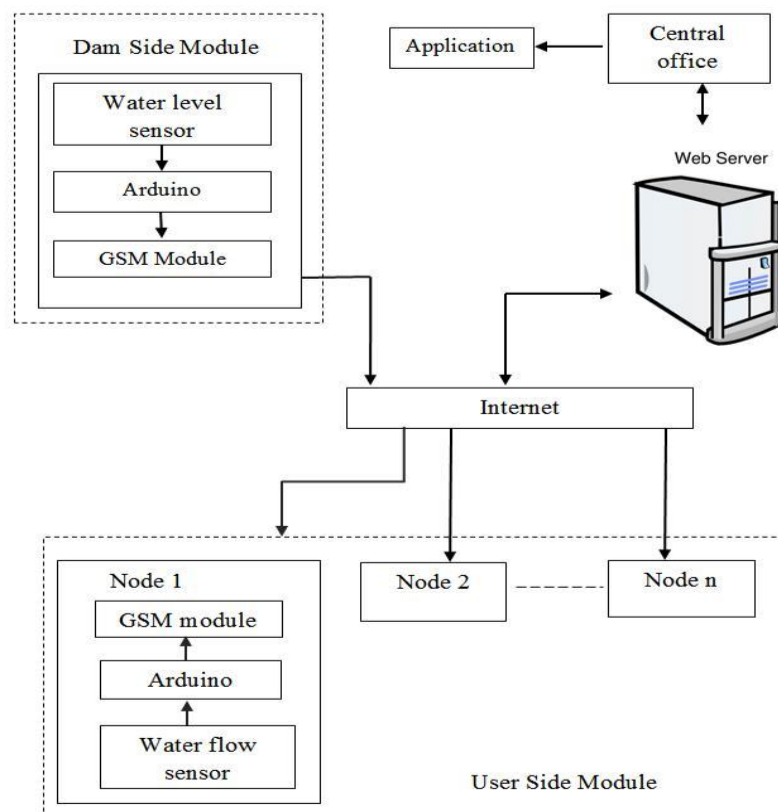 Dam Side Module
Water level
sensor
Arduino
GSM Module
Application
Central
office
Web Server
Internet
Node 1
GSM module
Arduino
Water flow
sensor
Node 2
Node n
User Side Module